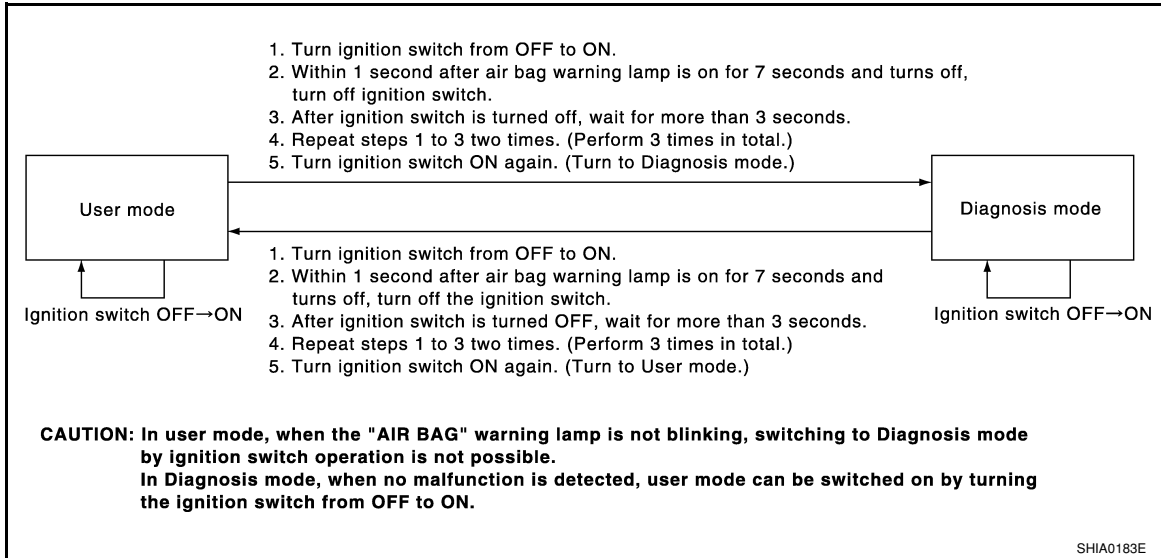 1. Turn ignition switch from OFF to ON.
2. Within 1 second after air bag warning lamp is on for 7 seconds and turns off,
turn off ignition switch.
3. After ignition switch is turned off, wait for more than 3 seconds.
4. Repeat steps 1 to 3 two times. (Perform 3 times in total.)
5. Turn ignition switch ON again. (Turn to Diagnosis mode.)
User mode
Diagnosis mode
1. Turn ignition switch from OFF to ON.
2. Within 1 second after air bag warning lamp is on for 7 seconds and
turns off, turn off the ignition switch.
3. After ignition switch is turned OFF, wait for more than 3 seconds.
4. Repeat steps 1 to 3 two times. (Perform 3 times in total.)
5. Turn ignition switch ON again. (Turn to User mode.)
Ignition switch OFF→ON
Ignition switch OFF→ON
CAUTION: In user mode, when the "AIR BAG" warning lamp is not blinking, switching to Diagnosis mode
by ignition switch operation is not possible.
In Diagnosis mode, when no malfunction is detected, user mode can be switched on by turning
the ignition switch from OFF to ON.
SHIA0183E